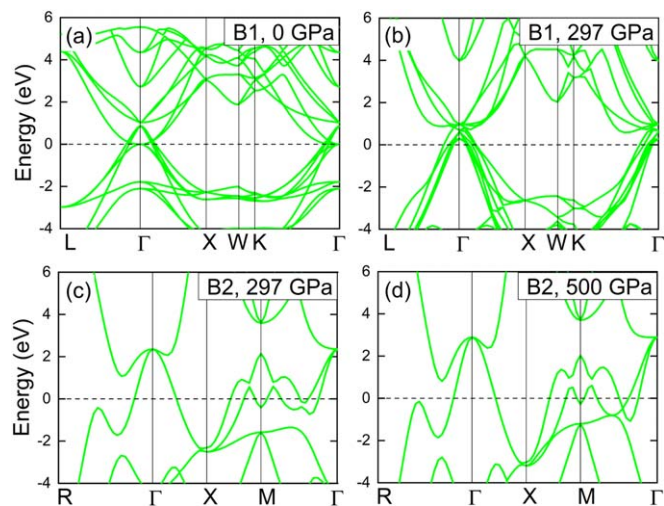 (a) B1, 0 GPa
6
4
2
0
-2
-4
Energy (eV)
L Γ X W K Γ
(b) B1, 297 GPa
6
4
2
0
-2
-4
L Γ X W K Γ
(c) B2, 297 GPa
6
4
2
0
-2
-4
Energy (eV)
R Γ X M Γ
(d) B2, 500 GPa
6
4
2
0
-2
-4
R Γ X M Γ